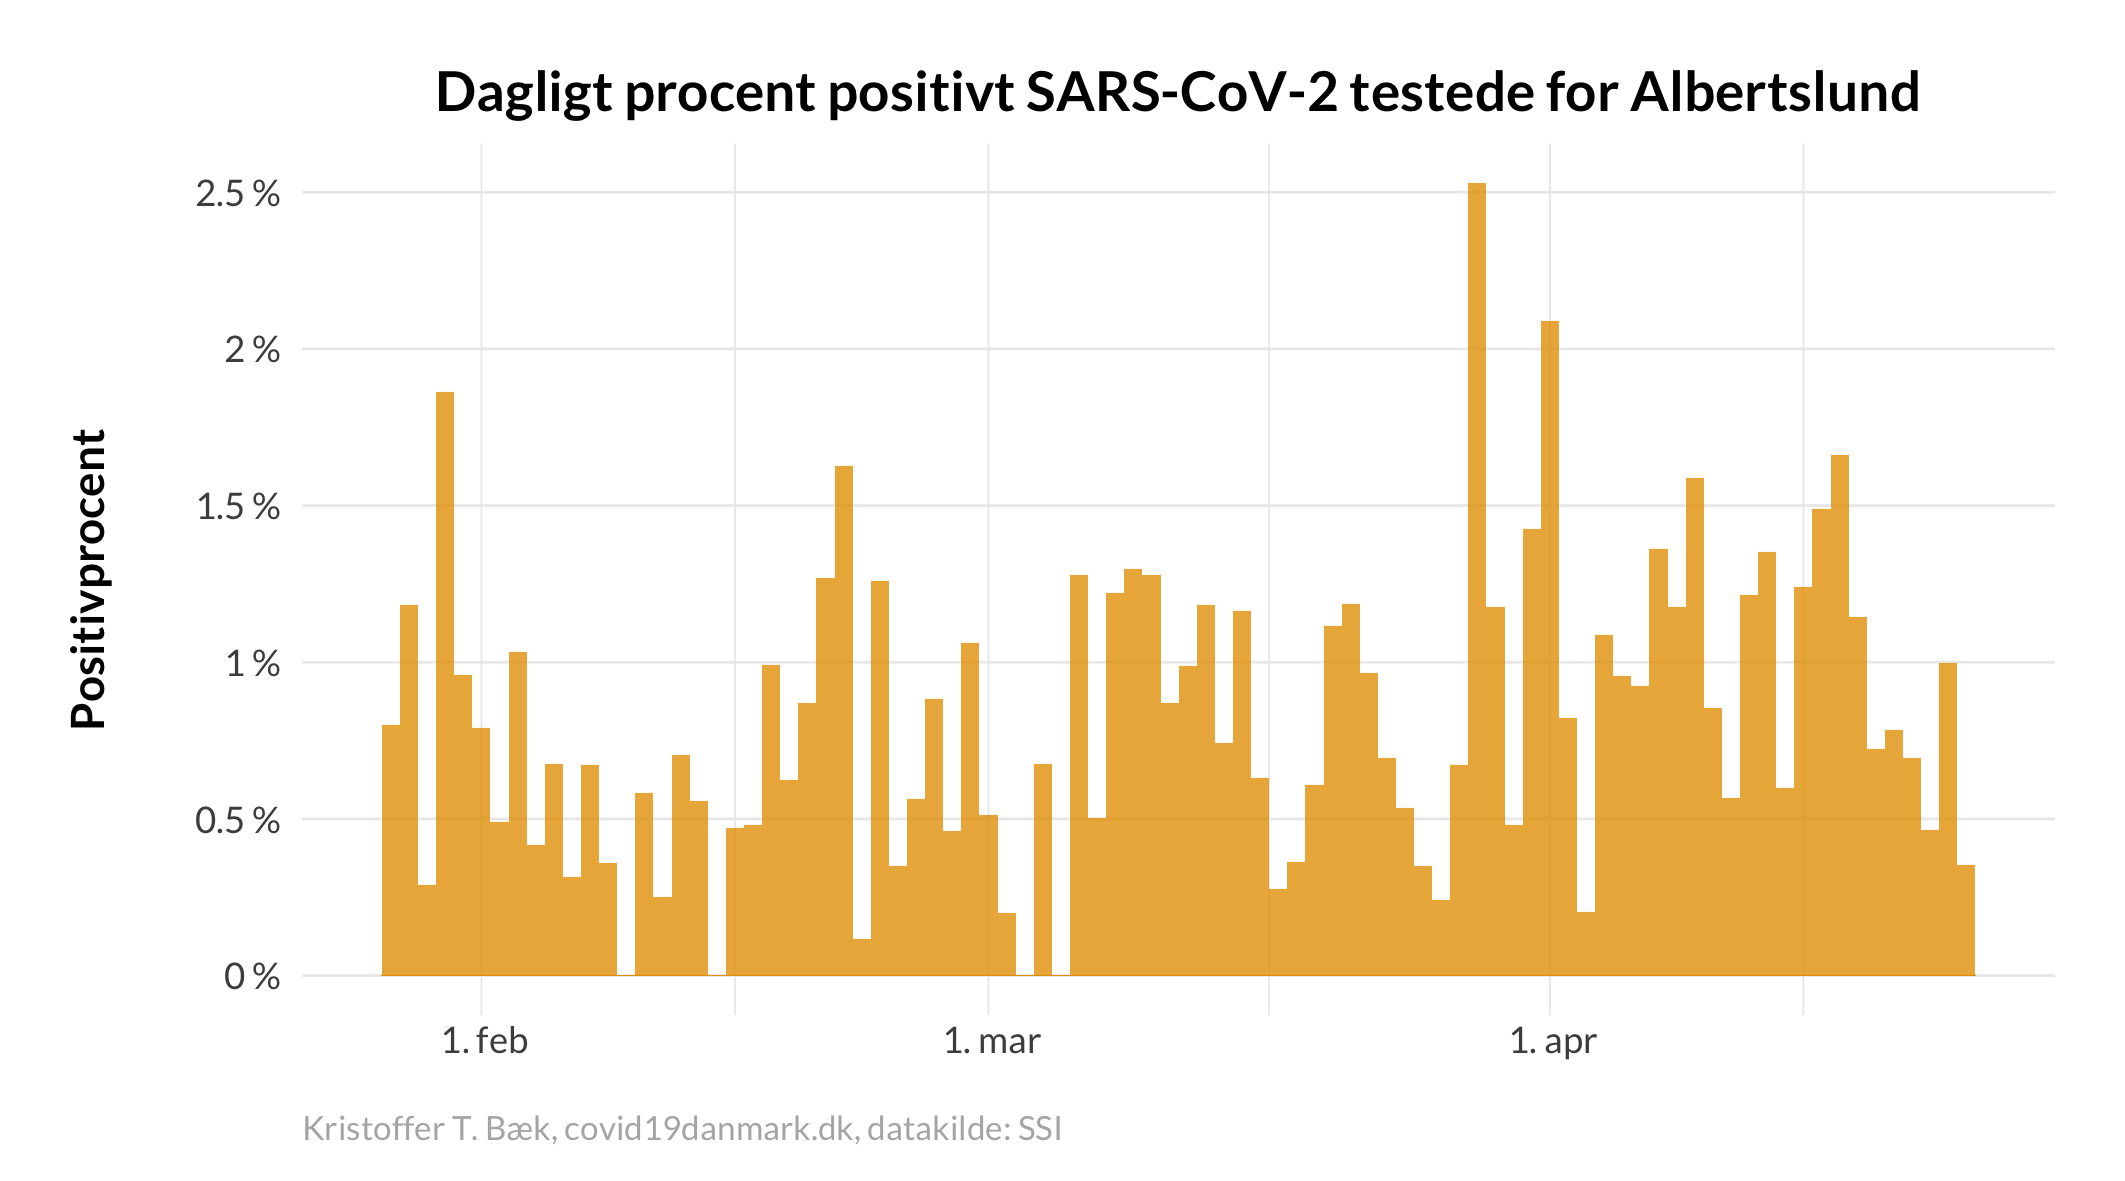 Dagligt procent positivt SARS-CoV-2 testede for Albertslund
Positivprocent
2.5 %
2 %
1.5 %
1 %
0.5 %
0 %
1. feb
1. mar
1. apr
Kristoffer T. Bæk, covid19danmark.dk, datakilde: SSI